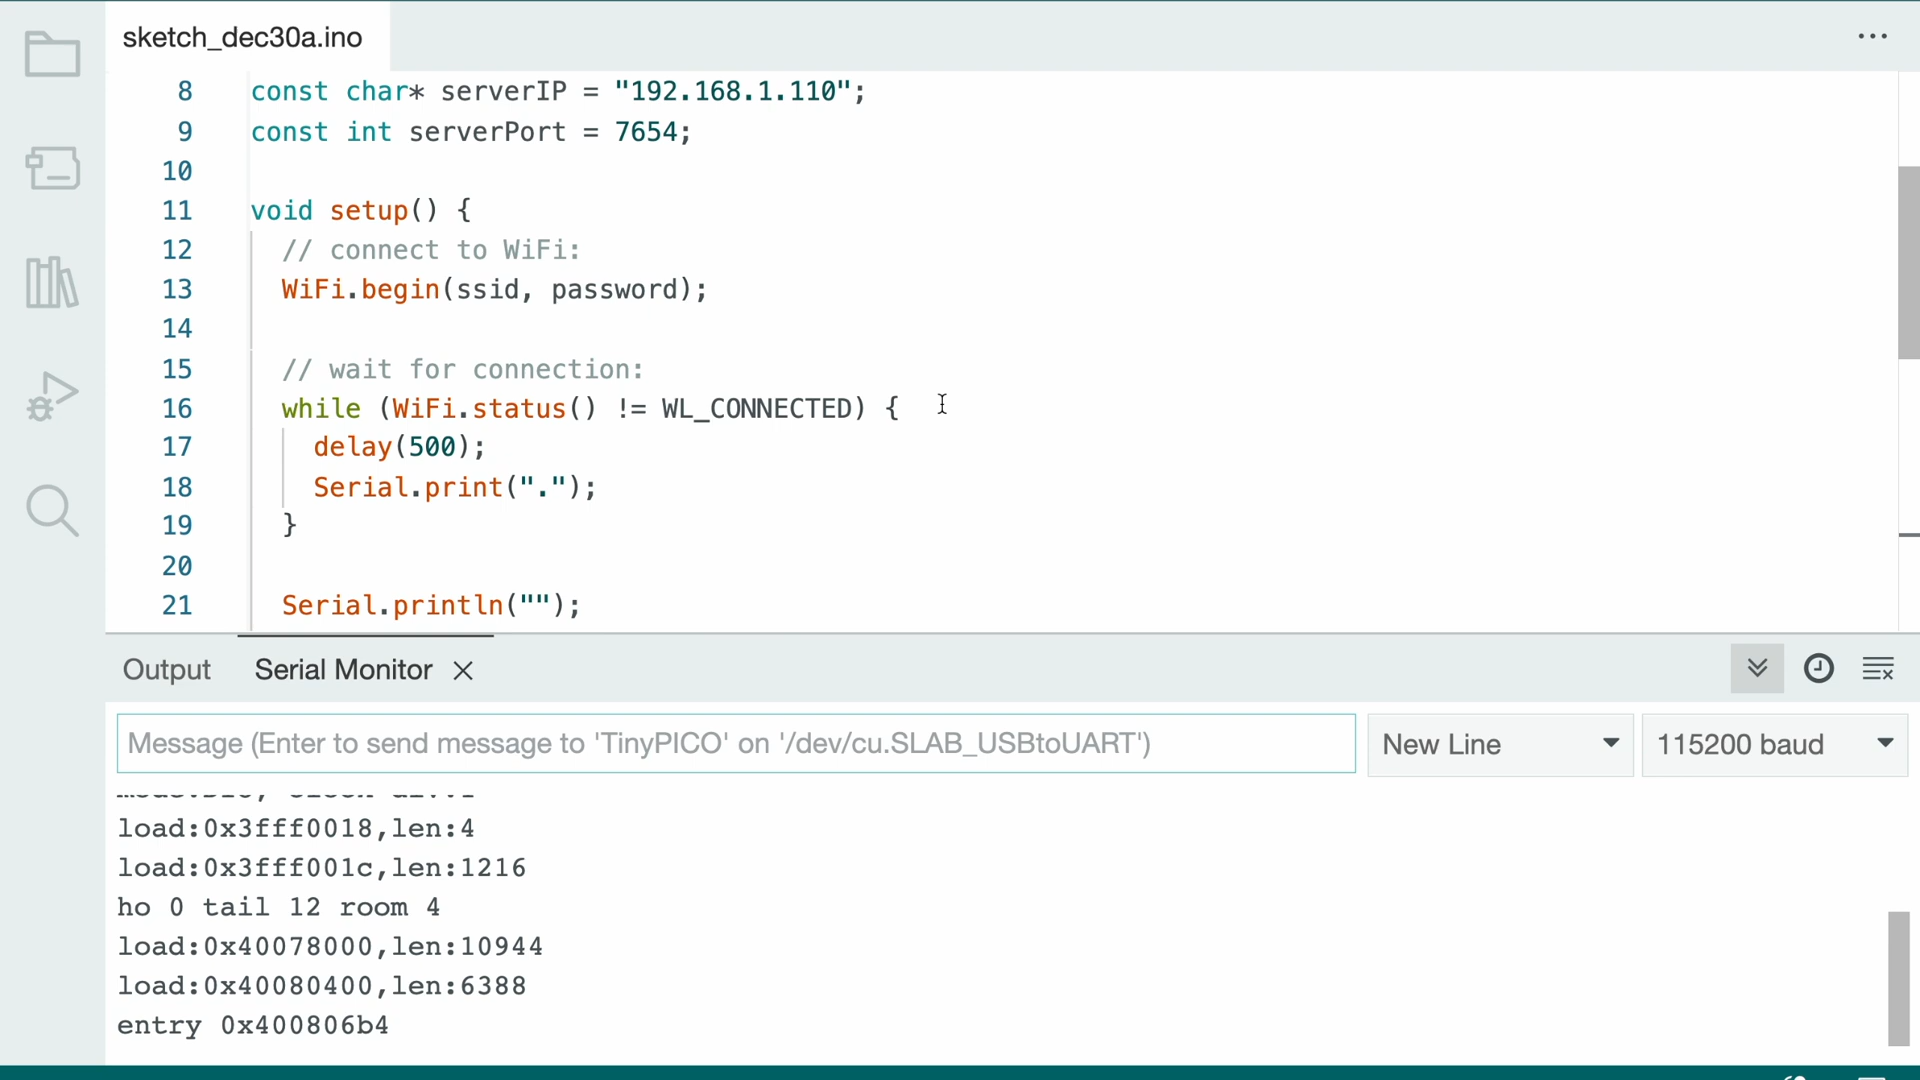 sketch_dec30a.ino
8 const char* serverIP = "192.168.1.110";
9 const int serverPort = 7654;
10
11 void setup() {
12 // connect to WiFi:
13 WiFi.begin(ssid, password);
14
15 // wait for connection:
16 while (WiFi.status() != WL_CONNECTED) {
17 delay(500);
18 Serial.print(".");
19 }
20
21 Serial.println("");
Output Serial Monitor
Message (Enter to send message to 'TinyPICO' on '/dev/cu.SLAB_USBtoUART') New Line 115200 baud
load:0x3fff0018,len:4
load:0x3fff001c,len:1216
ho 0 tail 12 room 4
load:0x40078000,len:10944
load:0x40080400,len:6388
entry 0x400806b4